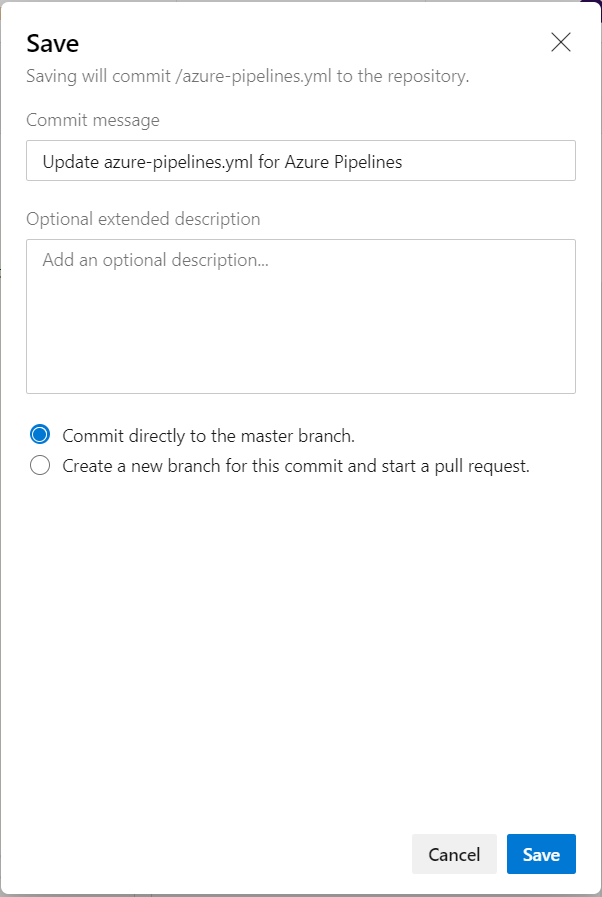 Save
Saving will commit /azure-pipelines.yml to the repository.
Commit message
Update azure-pipelines.yml for Azure Pipelines
Optional extended description
Add an optional description...
Commit directly to the master branch.
Create a new branch for this commit and start a pull request.
Cancel
Save